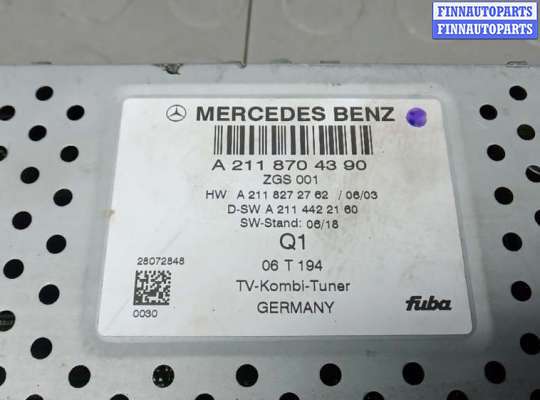 FINNAUTOPARTS
FINNAUTOPARTS
MERCEDES BENZ
A 211 870 43 90
ZGS 001
HW A 211 827 27 62 / 06/03
D-SW A 211 442 21 60
SW-Stand: 06/18
Q1
28072848
06 T 194
TV-Kombi-Tuner
0030
GERMANY
fuba